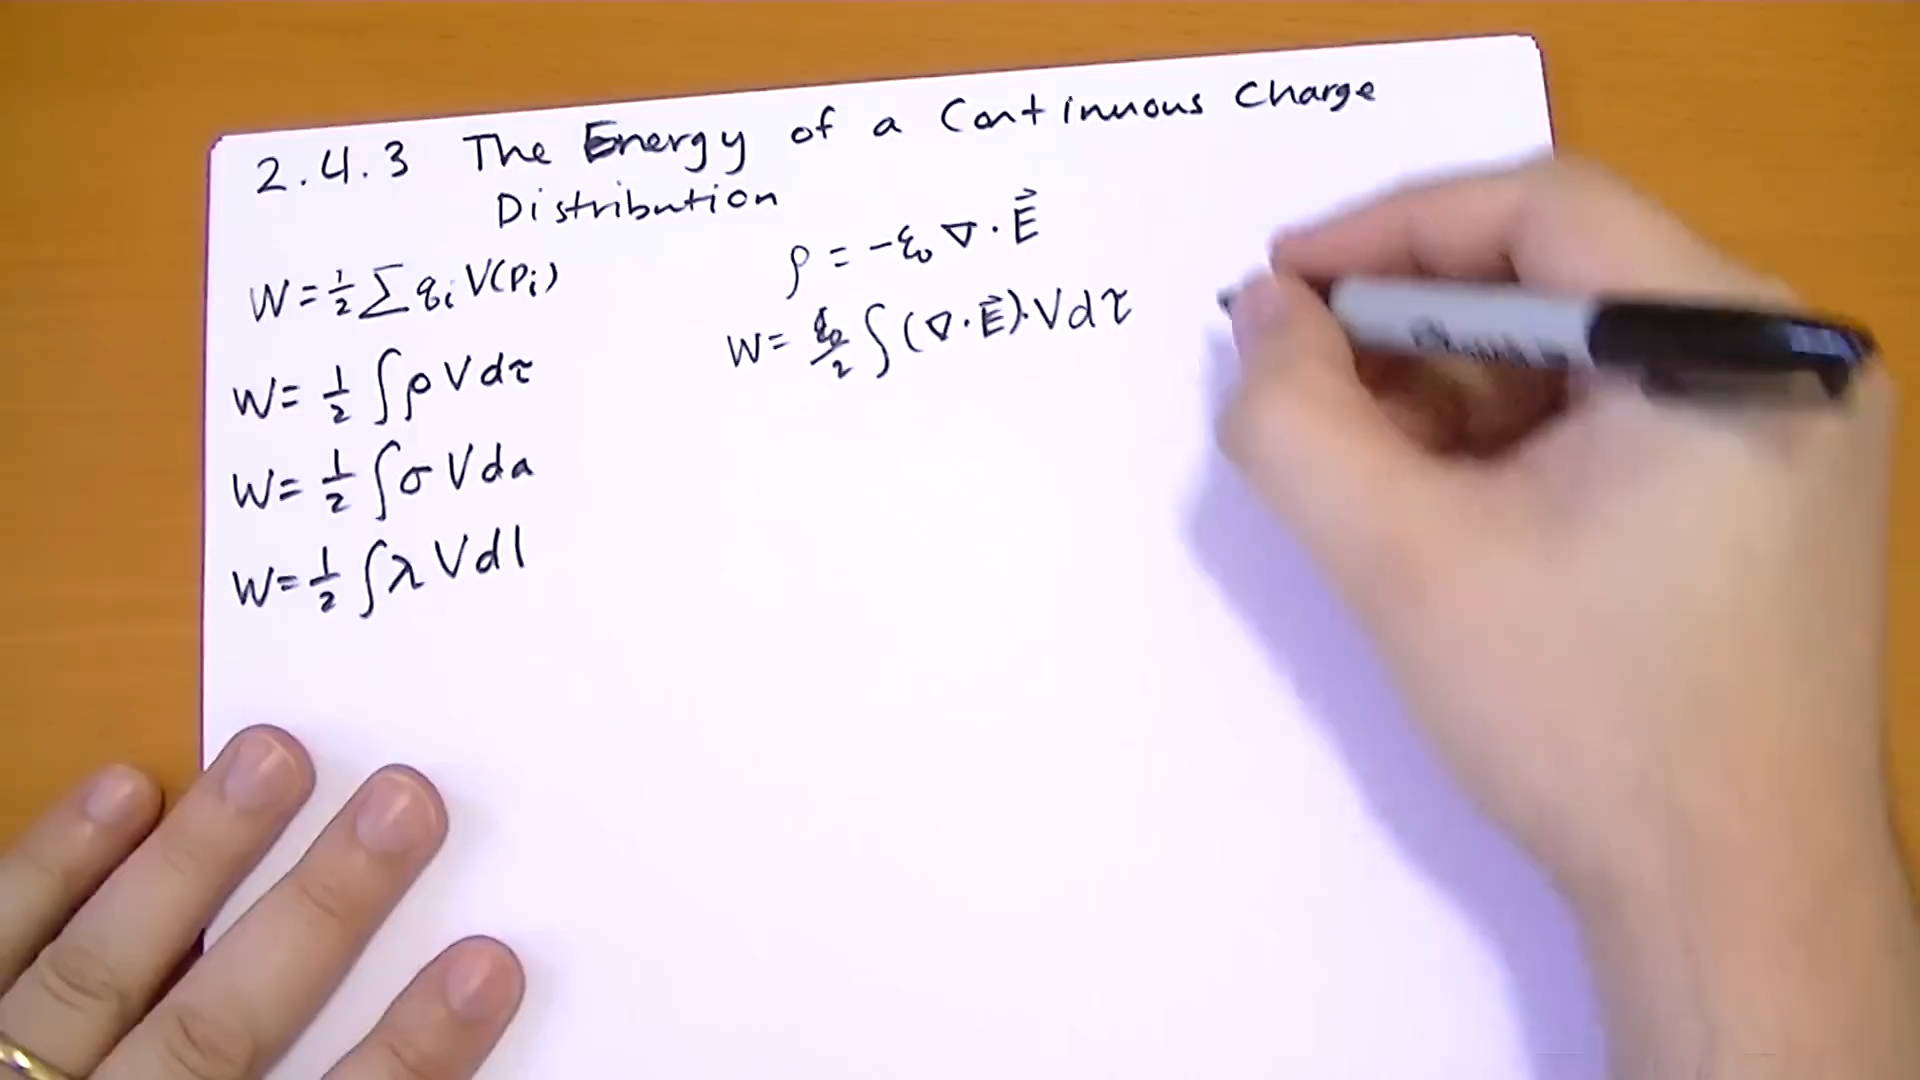 2.4.3 The Energy of a Continuous Charge
Distribution
W = 1/2 ∑ qᵢ V(pᵢ)
W = 1/2 ∫ρ V dτ
W = 1/2 ∫σ V da
W = 1/2 ∫λ V dl
ρ = -ε₀ ∇ · E⃗
W = ε₀/2 ∫(∇ · E⃗) · V dτ